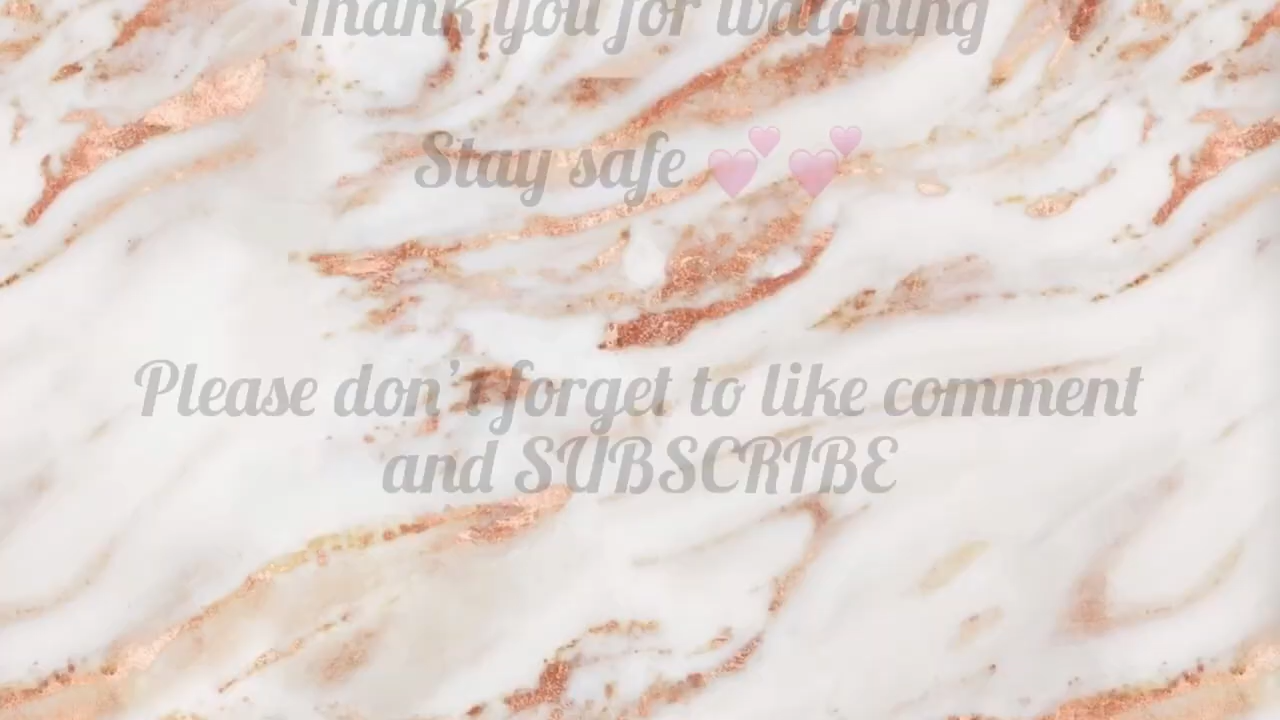 Thank you for watching
Stay safe 💕 💕
Please don't forget to like comment
and SUBSCRIBE